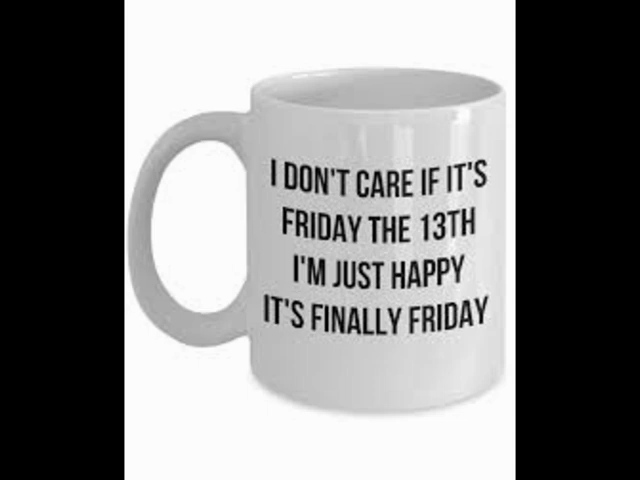 I DON'T CARE IF IT'S
FRIDAY THE 13TH
I'M JUST HAPPY
IT'S FINALLY FRIDAY